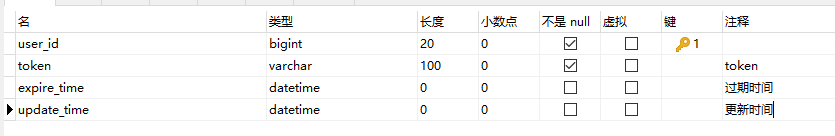 名 类型 长度 小数点 不是 null 虚拟 键 注释
user_id bigint 20 0 1
token varchar 100 0 token
expire_time datetime 0 0 过期时间
update_time datetime 0 0 更新时间